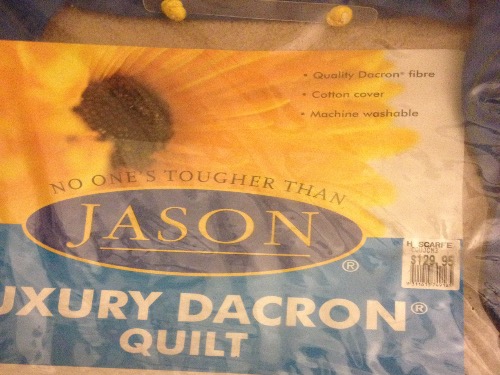 • Quality Dacron® fibre
• Cotton cover
• Machine washable
NO ONE'S TOUGHER THAN
JASON
®
UXURY DACRON®
QUILT
$129.95